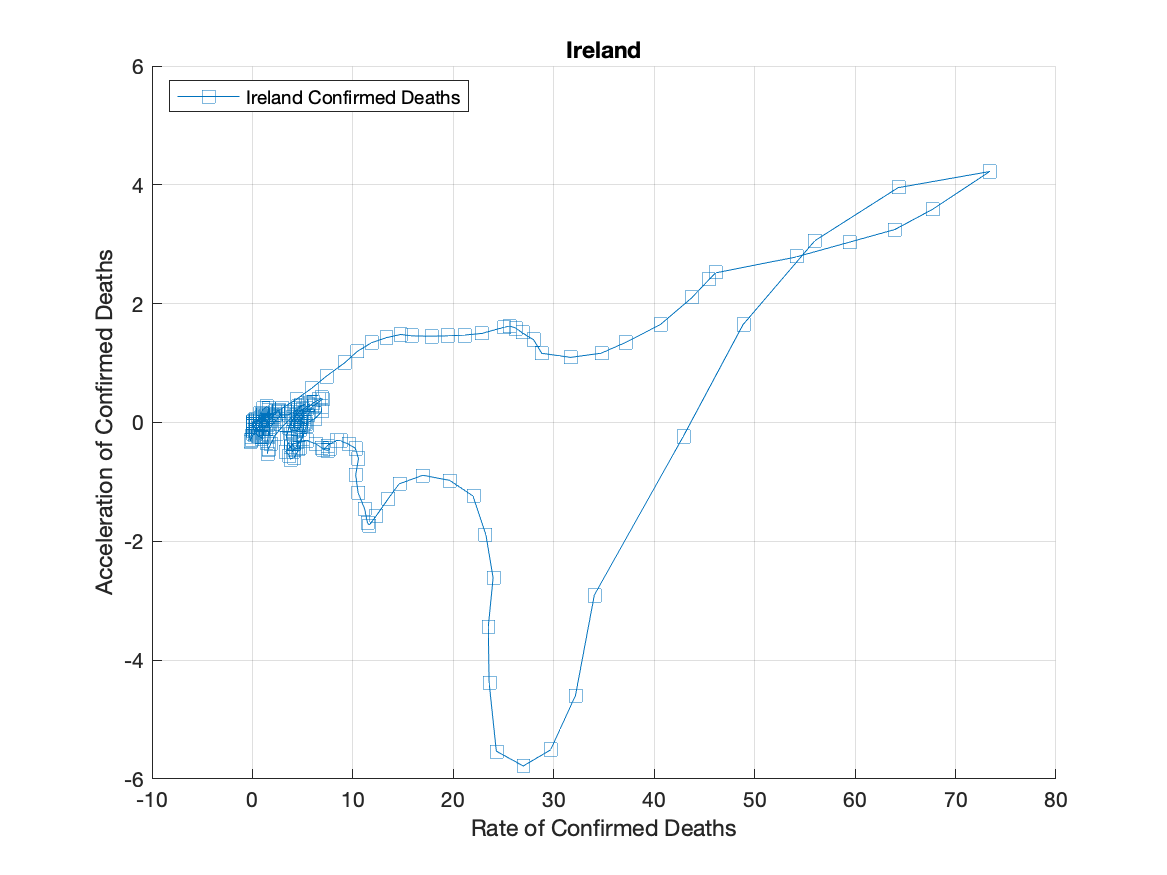 Ireland
Ireland Confirmed Deaths
6
4
2
0
-2
-4
-6
Acceleration of Confirmed Deaths
-10 0 10 20 30 40 50 60 70 80
Rate of Confirmed Deaths